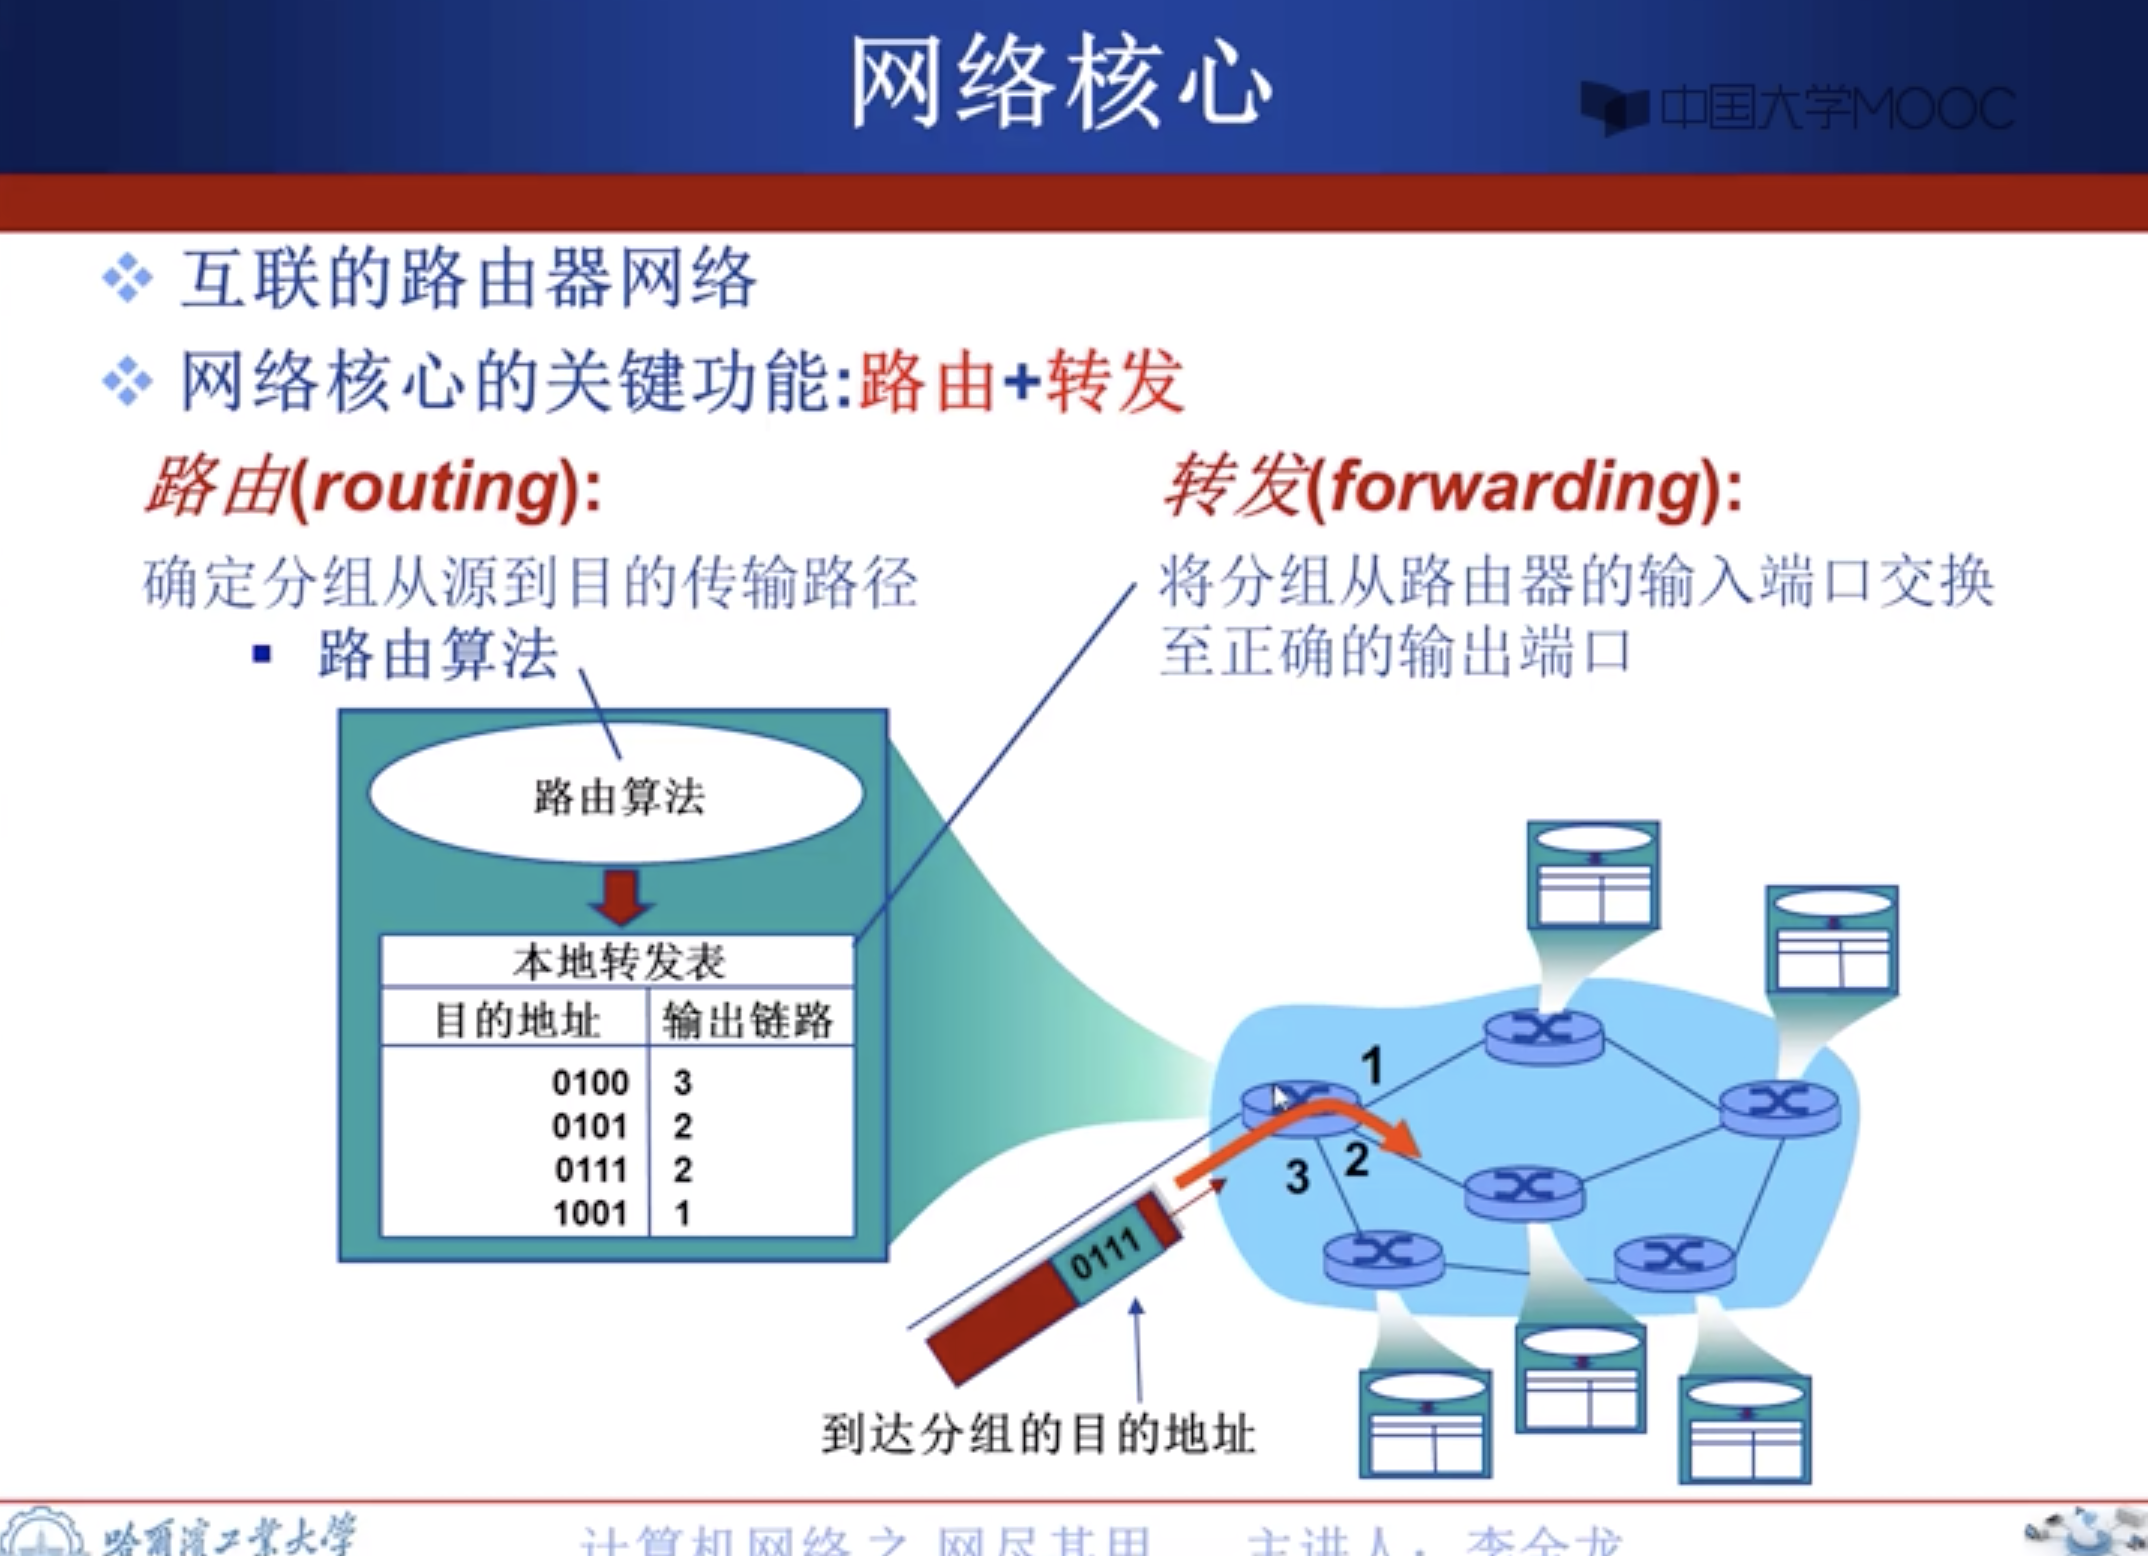 网络核心
中国大学MOOC
互联的路由器网络
网络核心的关键功能:路由+转发
路由(routing):
确定分组从源到目的传输路径
路由算法
转发(forwarding):
将分组从路由器的输入端口交换
至正确的输出端口
路由算法
本地转发表
目的地址 输出链路
0100 3
0101 2
0111 2
1001 1
1
2
3
0111
到达分组的目的地址
哈尔滨工业大学
计算机网络之 网尽其用 主讲人：李全龙